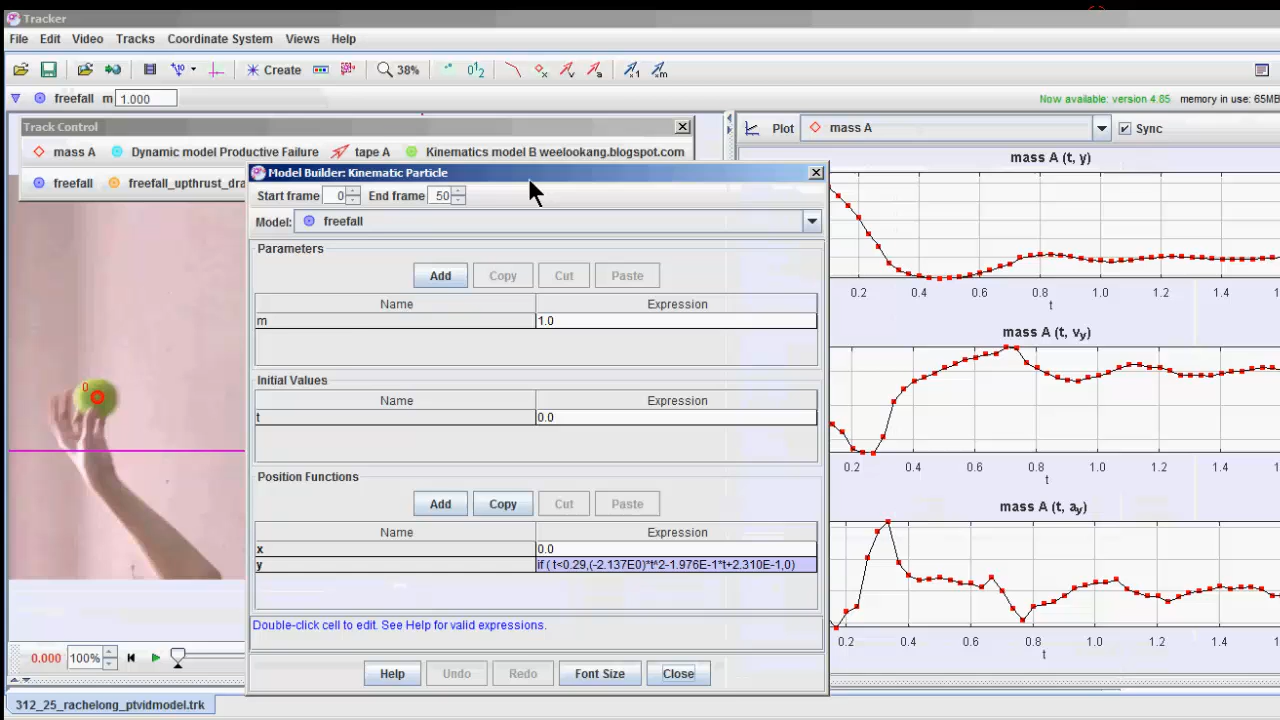 Tracker
File Edit Video Tracks Coordinate System Views Help
Create 38%
freefall m 1.000
Now available: version 4.85 memory in use: 65MB
Track Control
Plot mass A Sync
mass A Dynamic model Productive Failure tape A Kinematics model B weelookang.blogspot.com
freefall freefall_upthrust_dra
mass A (t, y)
0.2 0.4 0.6 0.8 1.0 1.2 1.4
t
mass A (t, vy)
0.2 0.4 0.6 0.8 1.0 1.2 1.4
t
mass A (t, ay)
0.2 0.4 0.6 0.8 1.0 1.2 1.4
t
Model Builder: Kinematic Particle
Start frame 0 End frame 50
Model: freefall
Parameters
Add Copy Cut Paste
Name Expression
m 1.0
Initial Values
Name Expression
t 0.0
Position Functions
Add Copy Cut Paste
Name Expression
x 0.0
y if ( t<0.29,(-2.137E0)*t^2-1.976E-1*t+2.310E-1,0)
Double-click cell to edit. See Help for valid expressions.
Help Undo Redo Font Size Close
0
0.000 100%
312_25_rachelong_ptvidmodel.trk